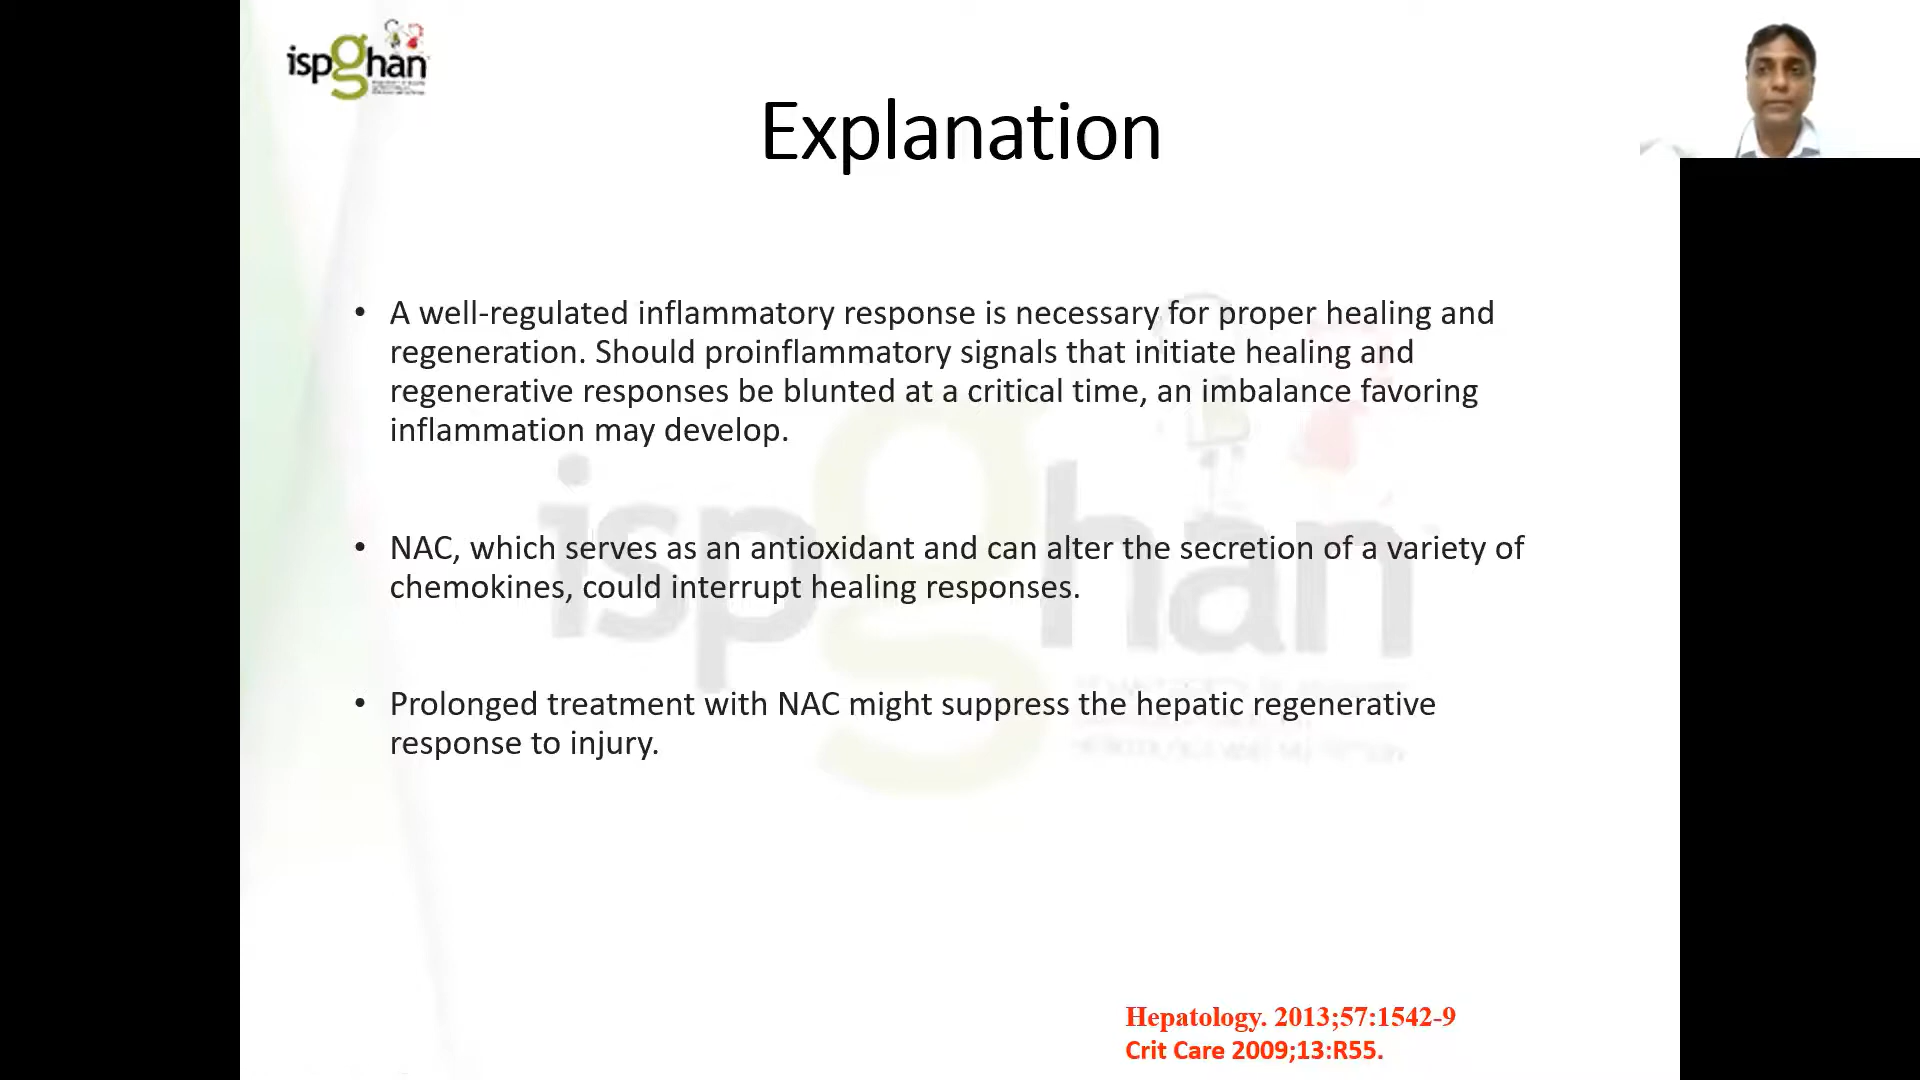 ispghan
Explanation
• A well-regulated inflammatory response is necessary for proper healing and
regeneration. Should proinflammatory signals that initiate healing and
regenerative responses be blunted at a critical time, an imbalance favoring
inflammation may develop.
• NAC, which serves as an antioxidant and can alter the secretion of a variety of
chemokines, could interrupt healing responses.
• Prolonged treatment with NAC might suppress the hepatic regenerative
response to injury.
ispghan
Hepatology. 2013;57:1542-9
Crit Care 2009;13:R55.